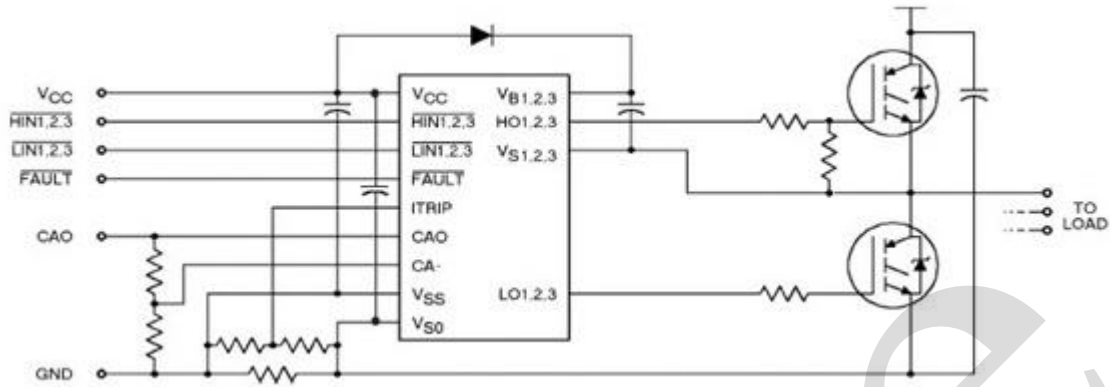 VCC
HIN1,2,3
LIN1,2,3
FAULT
CAO
GND
VCC
HIN1,2,3
LIN1,2,3
FAULT
ITRIP
CAO
CA-
VSS
VS0
VB1,2,3
HO1,2,3
VS1,2,3
LO1,2,3
TO
LOAD